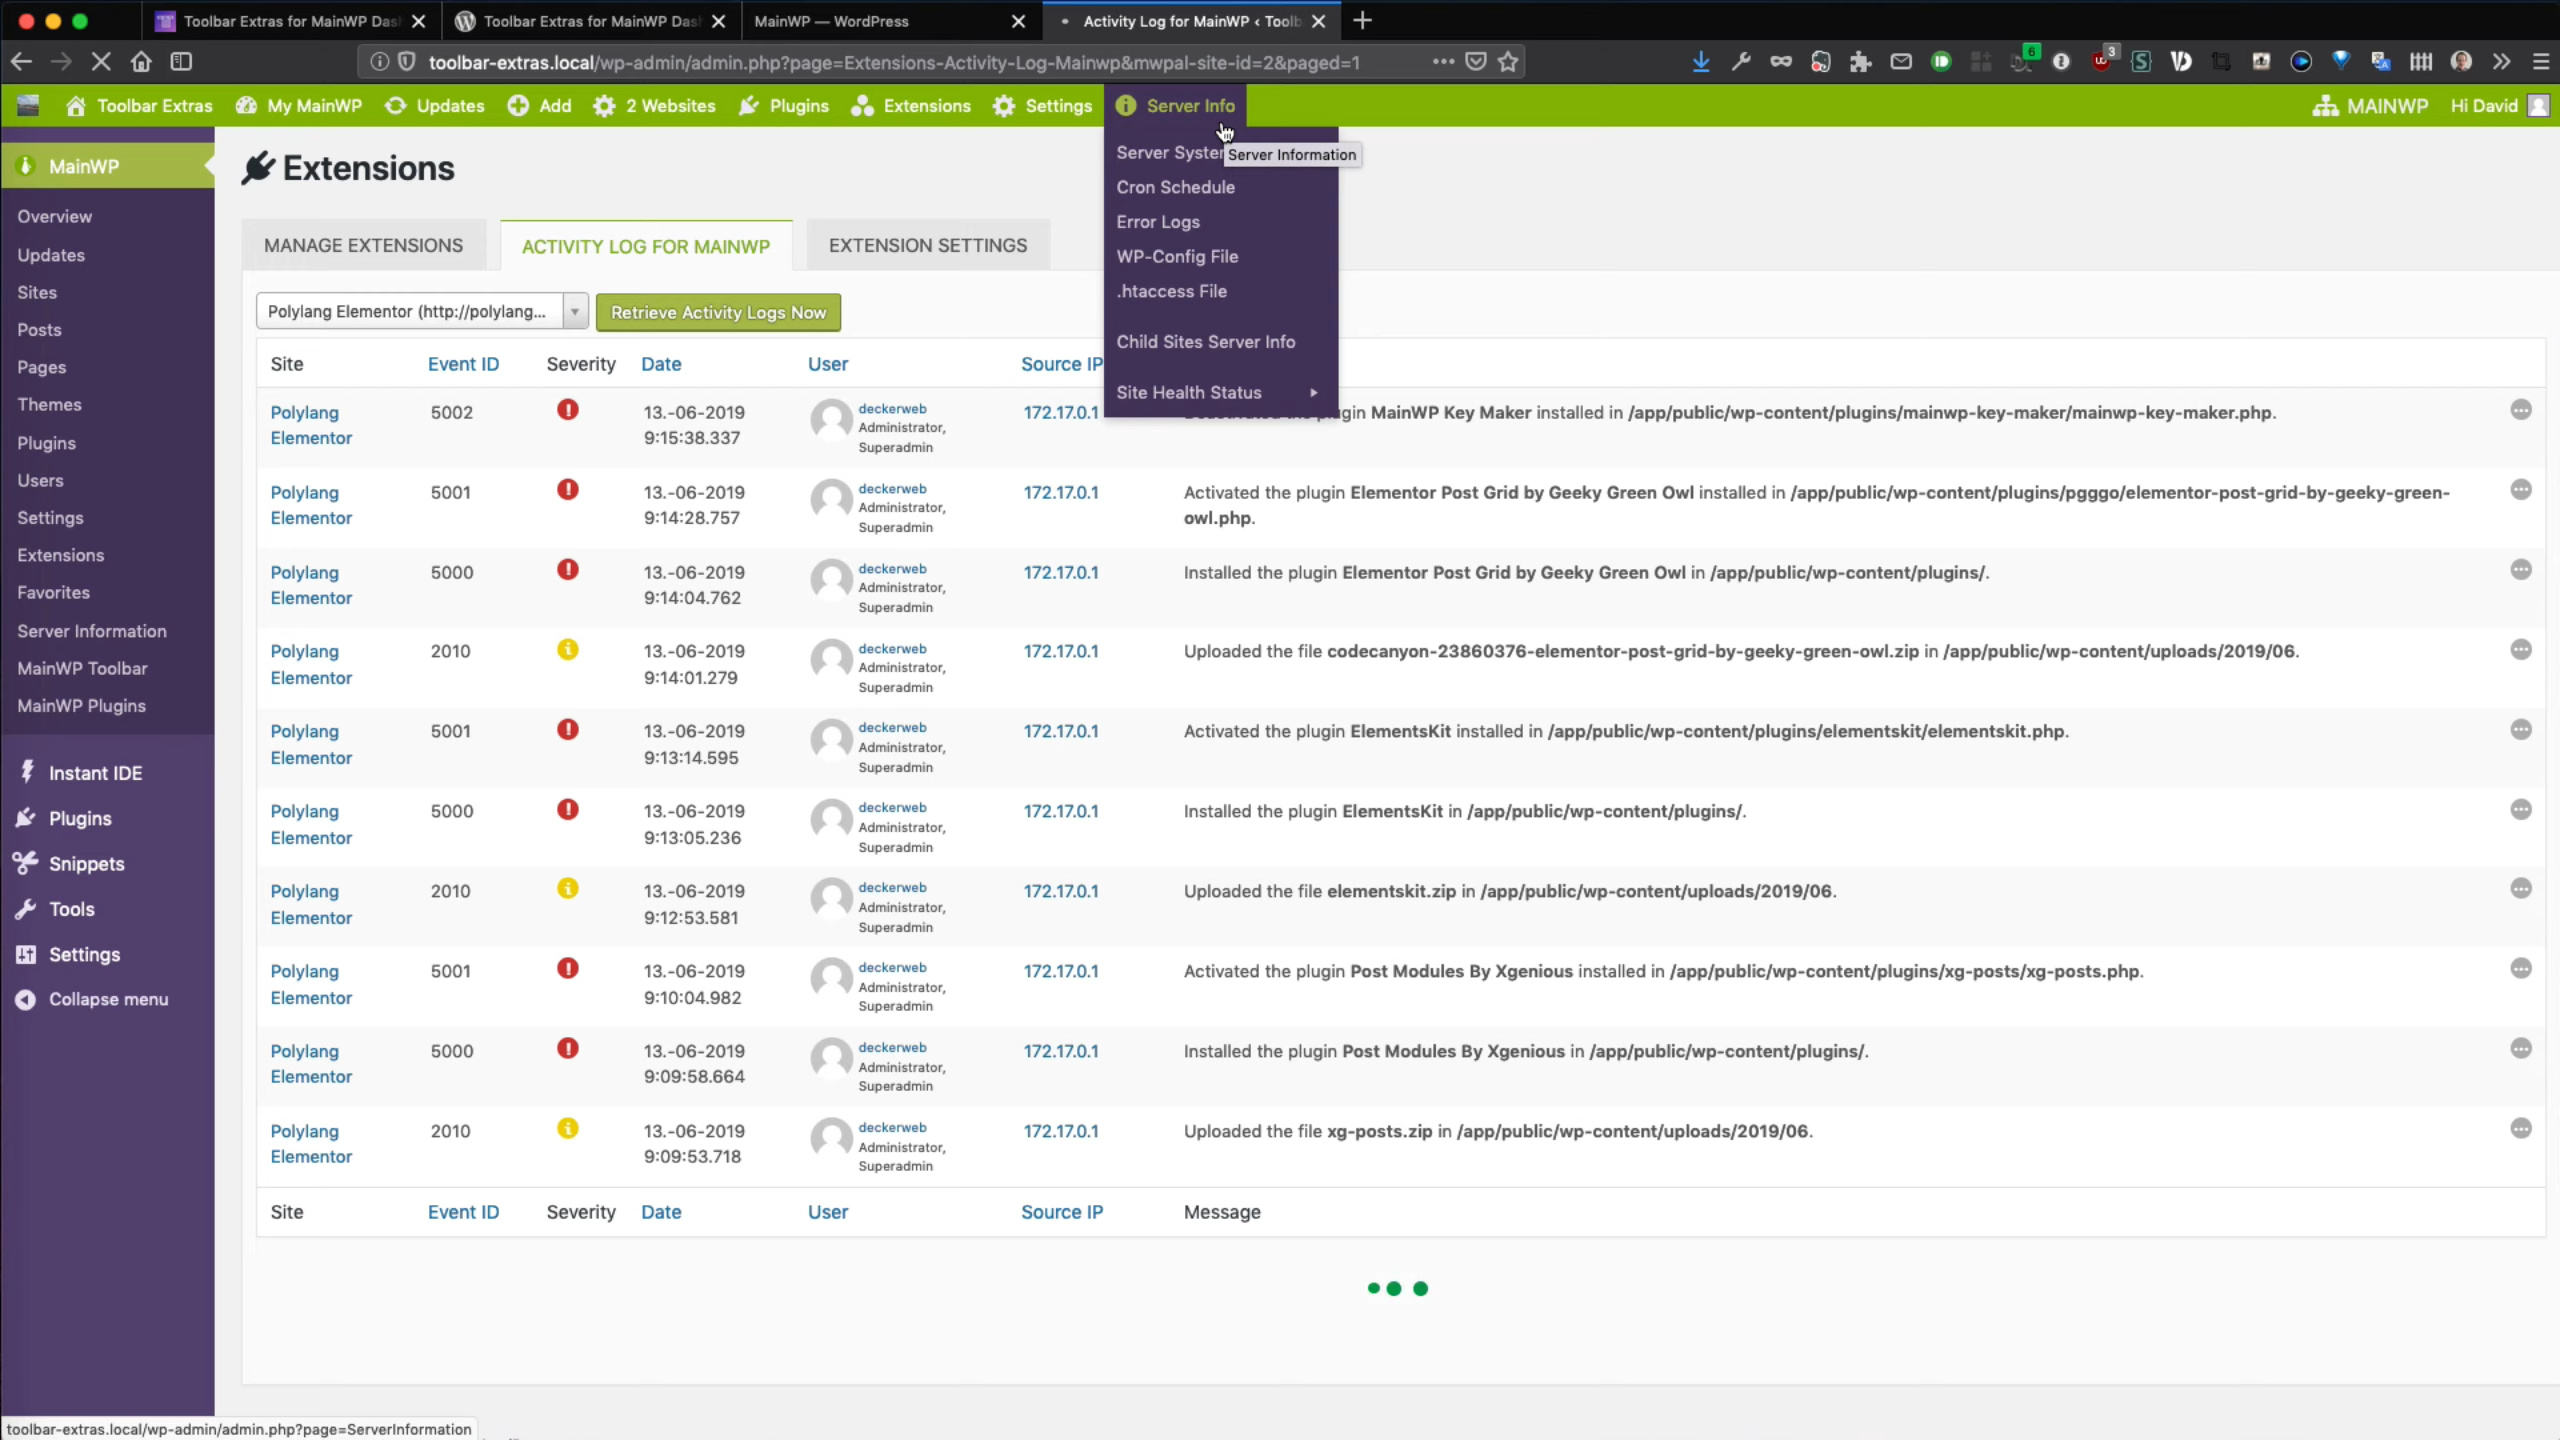 Toolbar Extras for MainWP Das
Toolbar Extras for MainWP Das
MainWP — WordPress
Activity Log for MainWP ‹ Toolb
toolbar-extras.local/wp-admin/admin.php?page=Extensions-Activity-Log-Mainwp&mwpal-site-id=2&paged=1
6
3
Toolbar Extras
My MainWP
Updates
Add
2 Websites
Plugins
Extensions
Settings
Server Info
MAINWP
Hi David
Server Syste
Server Information
Cron Schedule
Error Logs
WP-Config File
.htaccess File
Child Sites Server Info
Site Health Status
MainWP
Overview
Updates
Sites
Posts
Pages
Themes
Plugins
Users
Settings
Extensions
Favorites
Server Information
MainWP Toolbar
MainWP Plugins
Instant IDE
Plugins
Snippets
Tools
Settings
Collapse menu
Extensions
MANAGE EXTENSIONS
ACTIVITY LOG FOR MAINWP
EXTENSION SETTINGS
Polylang Elementor (http://polylang...
Retrieve Activity Logs Now
Site Event ID Severity Date User Source IP
Polylang Elementor
5002
13.-06-2019
9:15:38.337
deckerweb
Administrator,
Superadmin
172.17.0.1
gin MainWP Key Maker installed in /app/public/wp-content/plugins/mainwp-key-maker/mainwp-key-maker.php.
Polylang Elementor
5001
13.-06-2019
9:14:28.757
deckerweb
Administrator,
Superadmin
172.17.0.1
Activated the plugin Elementor Post Grid by Geeky Green Owl installed in /app/public/wp-content/plugins/pgggo/elementor-post-grid-by-geeky-green-
owl.php.
Polylang Elementor
5000
13.-06-2019
9:14:04.762
deckerweb
Administrator,
Superadmin
172.17.0.1
Installed the plugin Elementor Post Grid by Geeky Green Owl in /app/public/wp-content/plugins/.
Polylang Elementor
2010
13.-06-2019
9:14:01.279
deckerweb
Administrator,
Superadmin
172.17.0.1
Uploaded the file codecanyon-23860376-elementor-post-grid-by-geeky-green-owl.zip in /app/public/wp-content/uploads/2019/06.
Polylang Elementor
5001
13.-06-2019
9:13:14.595
deckerweb
Administrator,
Superadmin
172.17.0.1
Activated the plugin ElementsKit installed in /app/public/wp-content/plugins/elementskit/elementskit.php.
Polylang Elementor
5000
13.-06-2019
9:13:05.236
deckerweb
Administrator,
Superadmin
172.17.0.1
Installed the plugin ElementsKit in /app/public/wp-content/plugins/.
Polylang Elementor
2010
13.-06-2019
9:12:53.581
deckerweb
Administrator,
Superadmin
172.17.0.1
Uploaded the file elementskit.zip in /app/public/wp-content/uploads/2019/06.
Polylang Elementor
5001
13.-06-2019
9:10:04.982
deckerweb
Administrator,
Superadmin
172.17.0.1
Activated the plugin Post Modules By Xgenious installed in /app/public/wp-content/plugins/xg-posts/xg-posts.php.
Polylang Elementor
5000
13.-06-2019
9:09:58.664
deckerweb
Administrator,
Superadmin
172.17.0.1
Installed the plugin Post Modules By Xgenious in /app/public/wp-content/plugins/.
Polylang Elementor
2010
13.-06-2019
9:09:53.718
deckerweb
Administrator,
Superadmin
172.17.0.1
Uploaded the file xg-posts.zip in /app/public/wp-content/uploads/2019/06.
Site Event ID Severity Date User Source IP Message
toolbar-extras.local/wp-admin/admin.php?page=ServerInformation